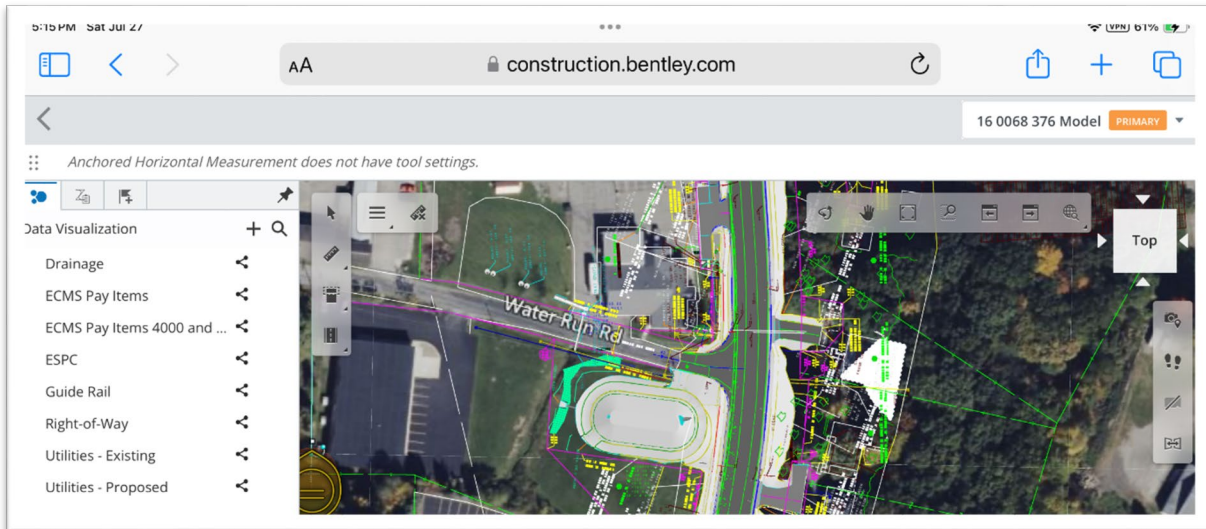 5:15 PM Sat Jul 27
VPN 61%
AA construction.bentley.com
16 0068 376 Model PRIMARY
Anchored Horizontal Measurement does not have tool settings.
Data Visualization
Drainage
ECMS Pay Items
ECMS Pay Items 4000 and ...
ESPC
Guide Rail
Right-of-Way
Utilities - Existing
Utilities - Proposed
Water Run Rd
Top